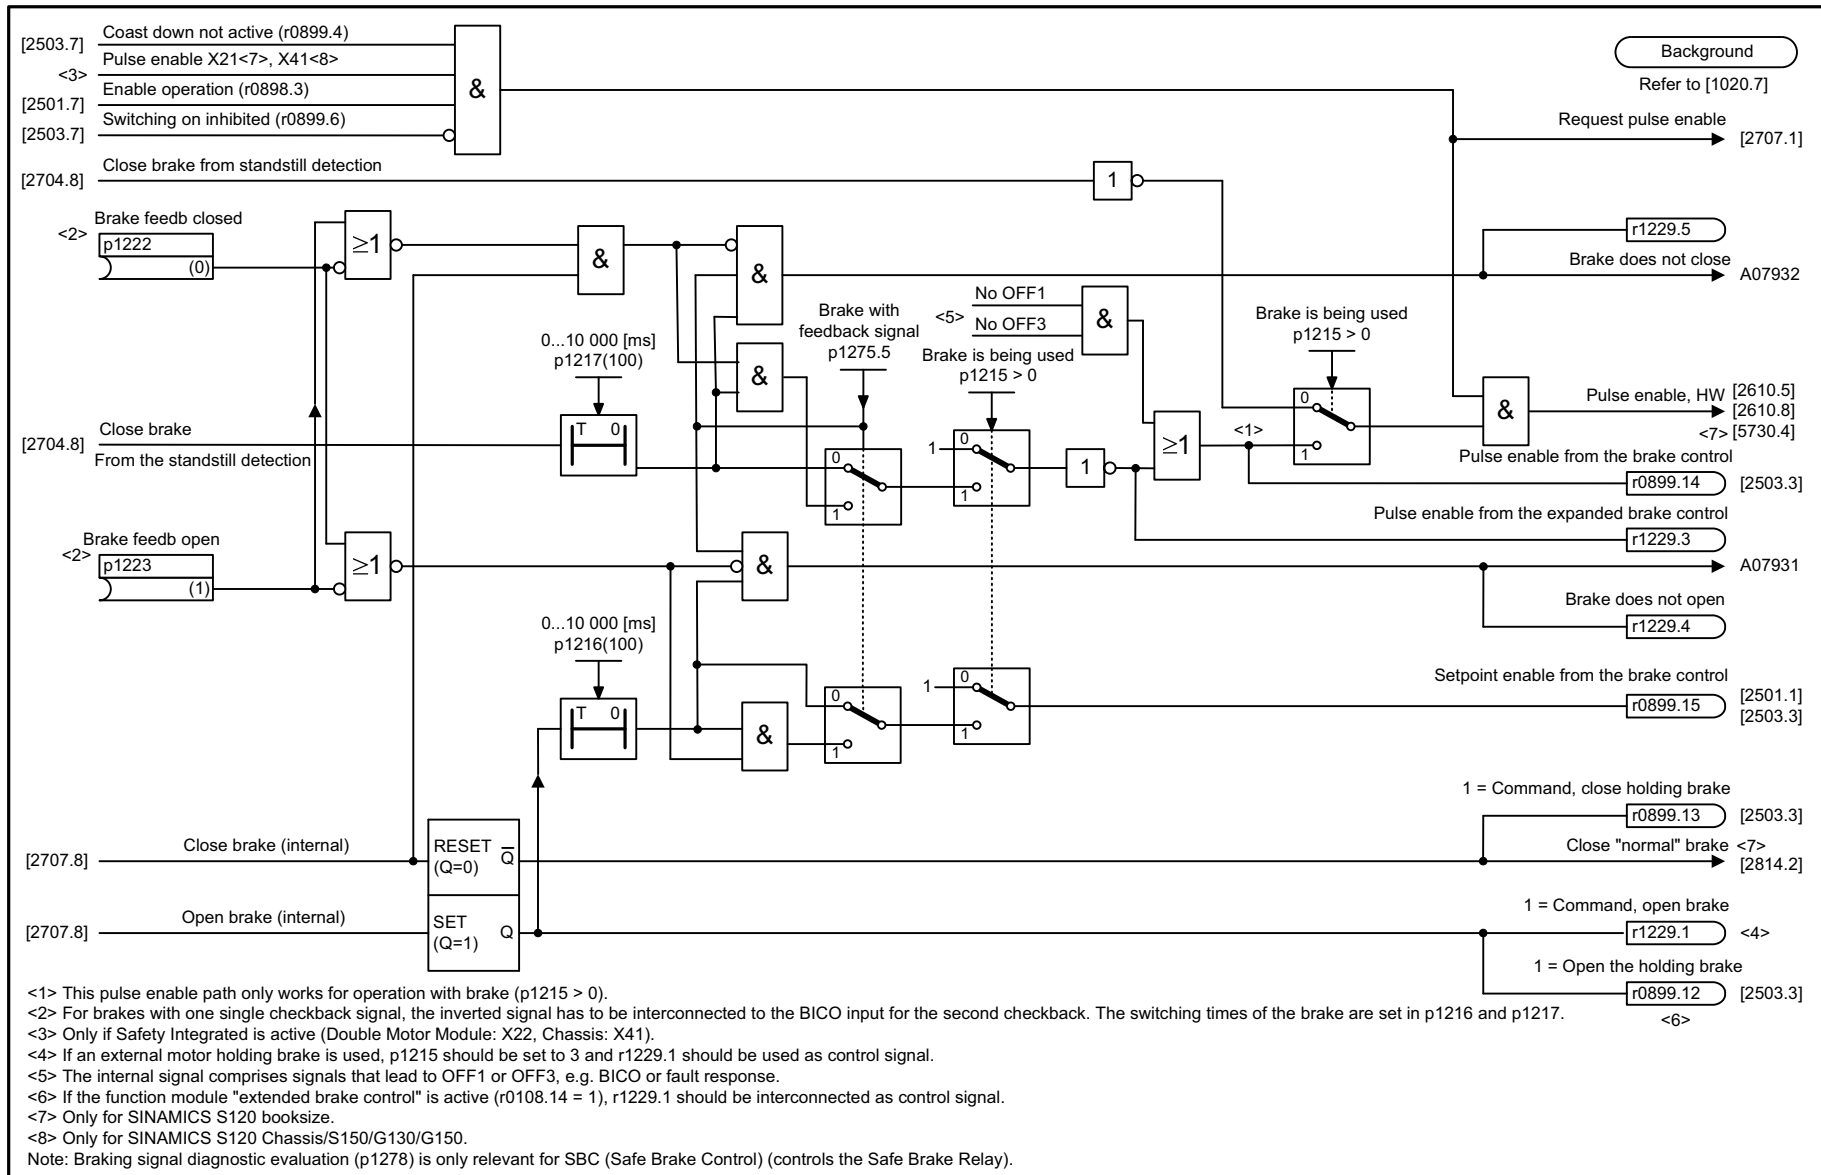 [2503.7] Coast down not active (r0899.4)
<3> Pulse enable X21<7>, X41<8>
[2501.7] Enable operation (r0898.3)
[2503.7] Switching on inhibited (r0899.6)
&
Background
Refer to [1020.7]
Request pulse enable
[2707.1]
[2704.8] Close brake from standstill detection
1
Brake feedb closed
<2>
p1222
(0)
≥1
&
&
r1229.5
Brake does not close
A07932
No OFF1
<5>
No OFF3
&
Brake with
feedback signal
p1275.5
Brake is being used
p1215 > 0
Brake is being used
p1215 > 0
0...10 000 [ms]
p1217(100)
&
T 0
[2704.8] Close brake
From the standstill detection
0
1
1
0
1
1
≥1
<1>
0
1
&
Pulse enable, HW
[2610.5]
[2610.8]
<7> [5730.4]
Pulse enable from the brake control
r0899.14
[2503.3]
Pulse enable from the expanded brake control
r1229.3
Brake feedb open
<2>
p1223
(1)
≥1
&
A07931
Brake does not open
r1229.4
0...10 000 [ms]
p1216(100)
T 0
&
0
1
1
0
1
Setpoint enable from the brake control
r0899.15
[2501.1]
[2503.3]
1 = Command, close holding brake
r0899.13
[2503.3]
[2707.8] Close brake (internal)
RESET
(Q=0)
Q̅
Close "normal" brake <7>
[2814.2]
[2707.8] Open brake (internal)
SET
(Q=1)
Q
1 = Command, open brake
r1229.1
<4>
1 = Open the holding brake
r0899.12
[2503.3]
<6>
<1> This pulse enable path only works for operation with brake (p1215 > 0).
<2> For brakes with one single checkback signal, the inverted signal has to be interconnected to the BICO input for the second checkback. The switching times of the brake are set in p1216 and p1217.
<3> Only if Safety Integrated is active (Double Motor Module: X22, Chassis: X41).
<4> If an external motor holding brake is used, p1215 should be set to 3 and r1229.1 should be used as control signal.
<5> The internal signal comprises signals that lead to OFF1 or OFF3, e.g. BICO or fault response.
<6> If the function module "extended brake control" is active (r0108.14 = 1), r1229.1 should be interconnected as control signal.
<7> Only for SINAMICS S120 booksize.
<8> Only for SINAMICS S120 Chassis/S150/G130/G150.
Note: Braking signal diagnostic evaluation (p1278) is only relevant for SBC (Safe Brake Control) (controls the Safe Brake Relay).